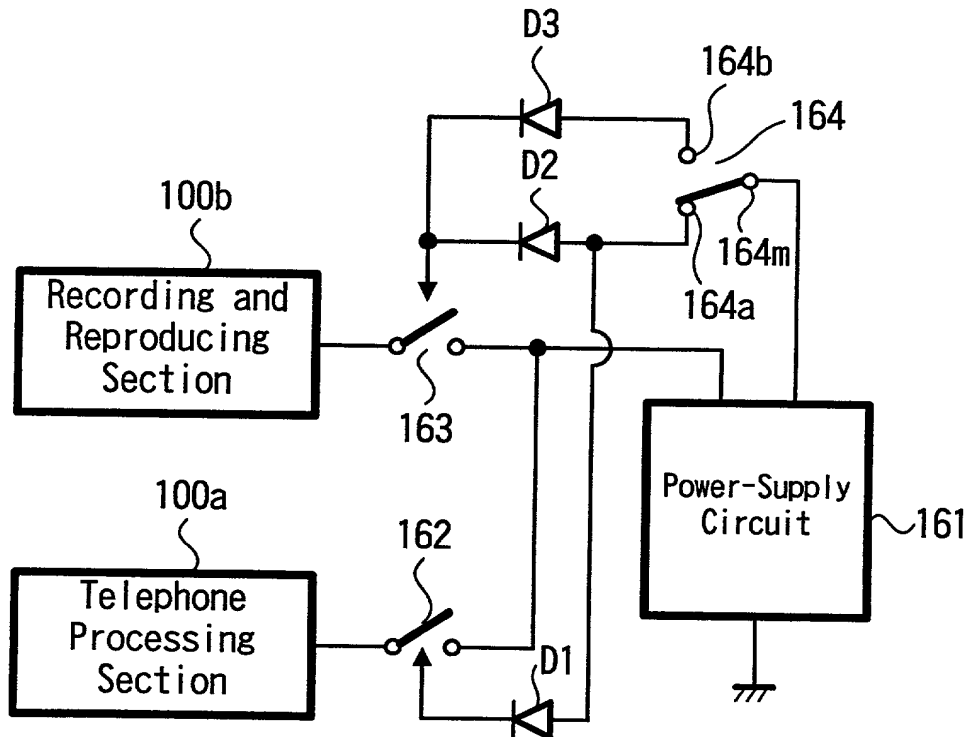 D3
164b
164
D2
100b
164m
164a
Recording and
Reproducing
Section
163
100a
162
Power-Supply
Circuit
161
Telephone
Processing
Section
D1